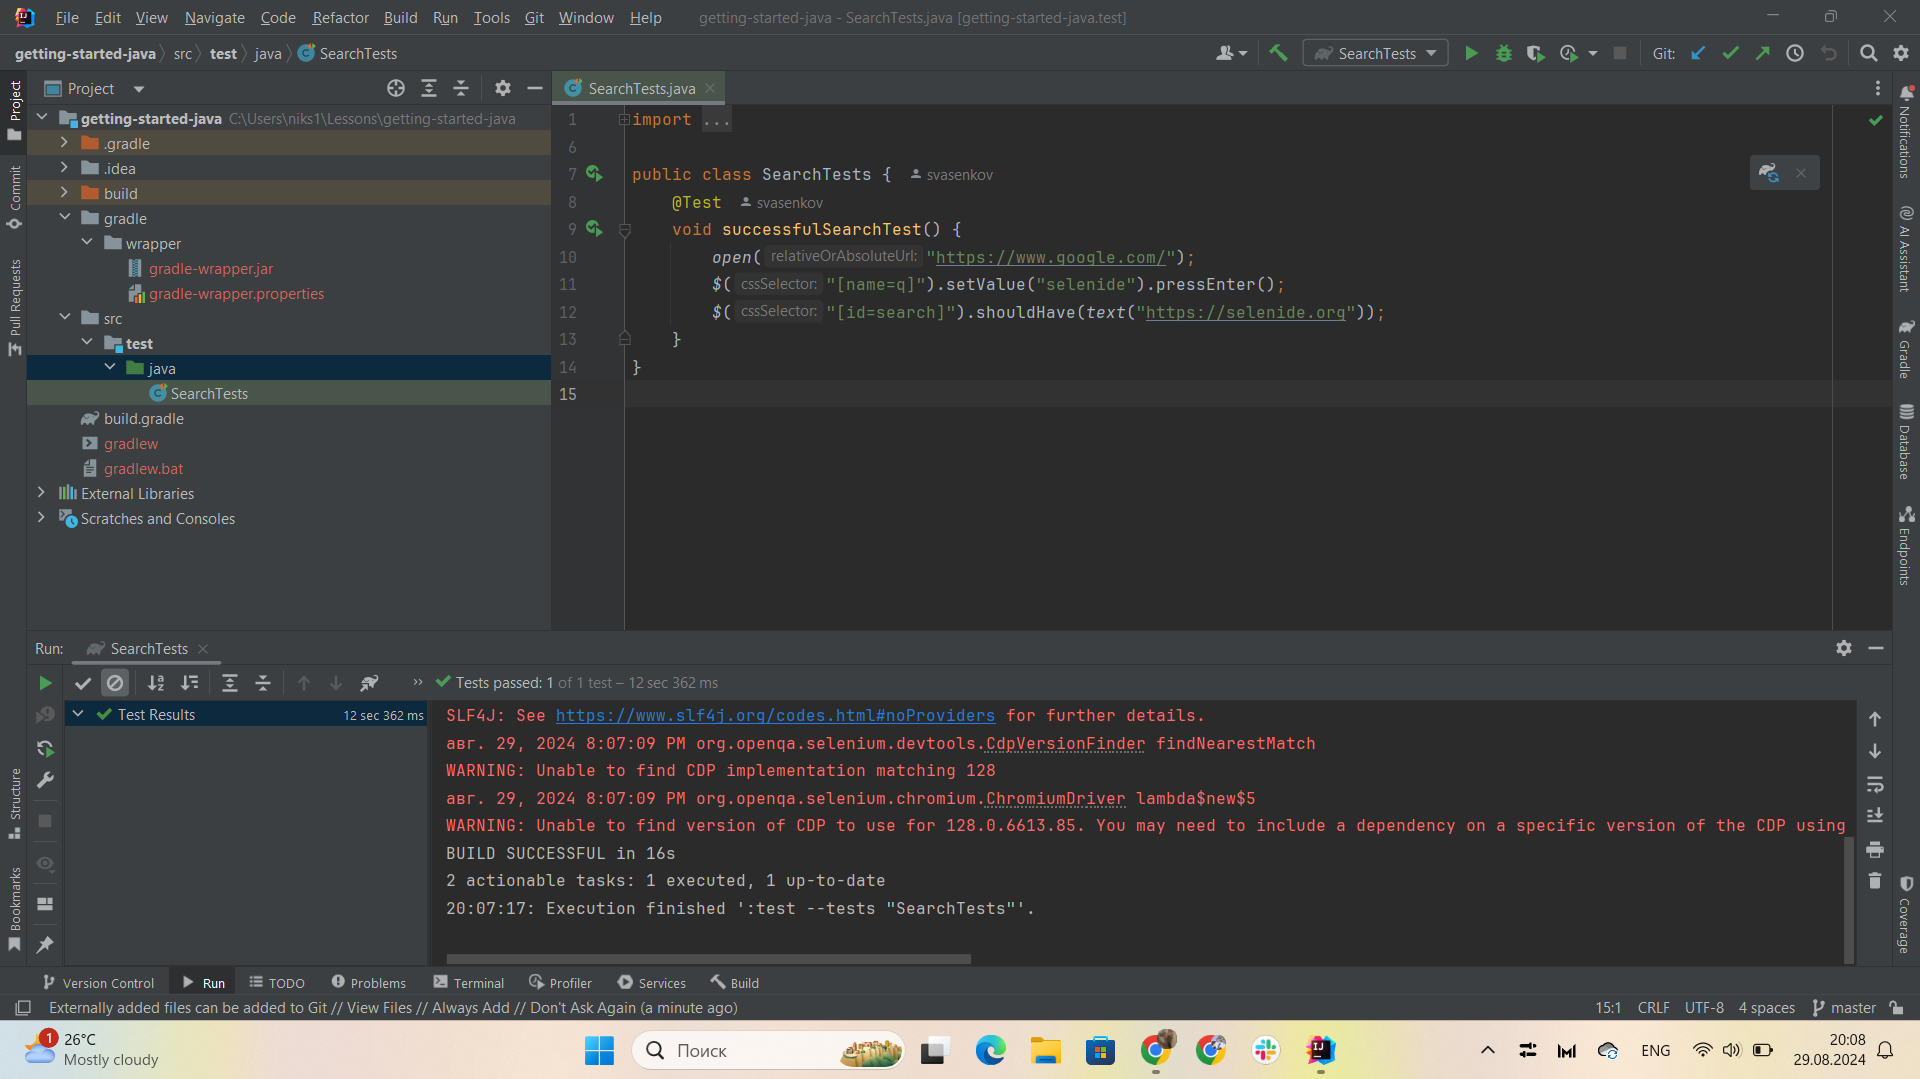 File Edit View Navigate Code Refactor Build Run Tools Git Window Help getting-started-java - SearchTests.java [getting-started-java.test]
getting-started-java src test java SearchTests SearchTests Git:
Project
SearchTests.java
getting-started-java C:\Users\niks1\Lessons\getting-started-java
.gradle
.idea
build
gradle
wrapper
gradle-wrapper.jar
gradle-wrapper.properties
src
test
java
SearchTests
build.gradle
gradlew
gradlew.bat
External Libraries
Scratches and Consoles
1 import ...
6
7 public class SearchTests { svasenkov
8 @Test svasenkov
9 void successfulSearchTest() {
10 open( relativeOrAbsoluteUrl: "https://www.google.com/");
11 $( cssSelector: "[name=q]").setValue("selenide").pressEnter();
12 $( cssSelector: "[id=search]").shouldHave(text("https://selenide.org"));
13 }
14 }
15
Project
Commit
Pull Requests
Structure
Bookmarks
Notifications
AI Assistant
Gradle
Database
Endpoints
Coverage
Run: SearchTests
Tests passed: 1 of 1 test – 12 sec 362 ms
Test Results 12 sec 362 ms
SLF4J: See https://www.slf4j.org/codes.html#noProviders for further details.
авг. 29, 2024 8:07:09 PM org.openqa.selenium.devtools.CdpVersionFinder findNearestMatch
WARNING: Unable to find CDP implementation matching 128
авг. 29, 2024 8:07:09 PM org.openqa.selenium.chromium.ChromiumDriver lambda$new$5
WARNING: Unable to find version of CDP to use for 128.0.6613.85. You may need to include a dependency on a specific version of the CDP using
BUILD SUCCESSFUL in 16s
2 actionable tasks: 1 executed, 1 up-to-date
20:07:17: Execution finished ':test --tests "SearchTests"'.
Version Control Run TODO Problems Terminal Profiler Services Build
Externally added files can be added to Git // View Files // Always Add // Don't Ask Again (a minute ago) 15:1 CRLF UTF-8 4 spaces master
1 26°C
Mostly cloudy
Поиск
ENG
20:08
29.08.2024